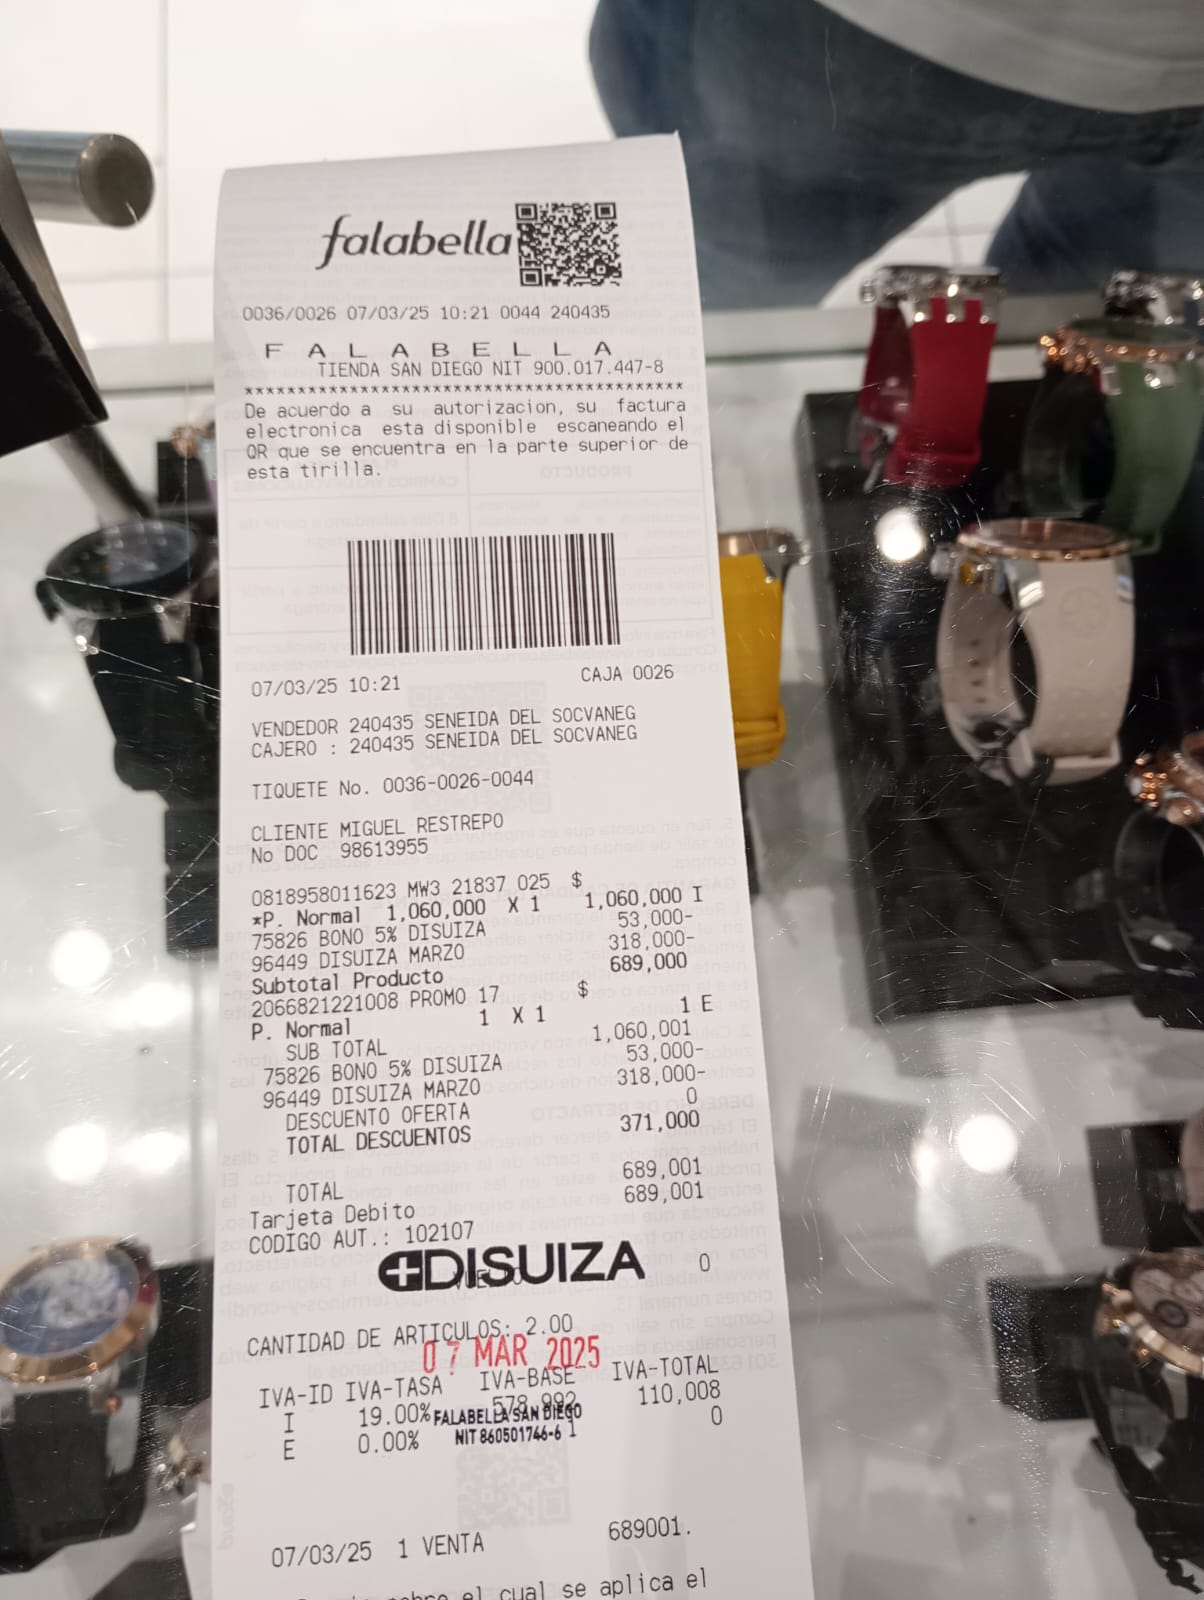 falabella
0036/0026 07/03/25 10:21 0044 240435
F A L A B E L L A
TIENDA SAN DIEGO NIT 900.017.447-8
******************************************
De acuerdo a su autorizacion, su factura
electronica esta disponible escaneando el
QR que se encuentra en la parte superior de
esta tirilla.
07/03/25 10:21 CAJA 0026
VENDEDOR 240435 SENEIDA DEL SOCVANEG
CAJERO : 240435 SENEIDA DEL SOCVANEG
TIQUETE No. 0036-0026-0044
CLIENTE MIGUEL RESTREPO
No DOC 98613955
0818958011623 MW3 21837 025 $
*P. Normal 1,060,000 X 1 1,060,000 I
75826 BONO 5% DISUIZA 53,000-
96449 DISUIZA MARZO 318,000-
Subtotal Producto 689,000
2066821221008 PROMO 17 $
P. Normal 1 X 1 1 E
SUB TOTAL 1,060,001
75826 BONO 5% DISUIZA 53,000-
96449 DISUIZA MARZO 318,000-
DESCUENTO OFERTA 0
TOTAL DESCUENTOS 371,000
TOTAL 689,001
Tarjeta Debito 689,001
CODIGO AUT.: 102107
DISUIZA 0
CANTIDAD DE ARTICULOS: 2.00
07 MAR 2025
IVA-ID IVA-TASA IVA-BASE IVA-TOTAL
I 19.00% 578,992 110,008
E 0.00% 1 0
FALABELLA SAN DIEGO
NIT 860501746-6
07/03/25 1 VENTA 689001.
sobre el cual se aplica el